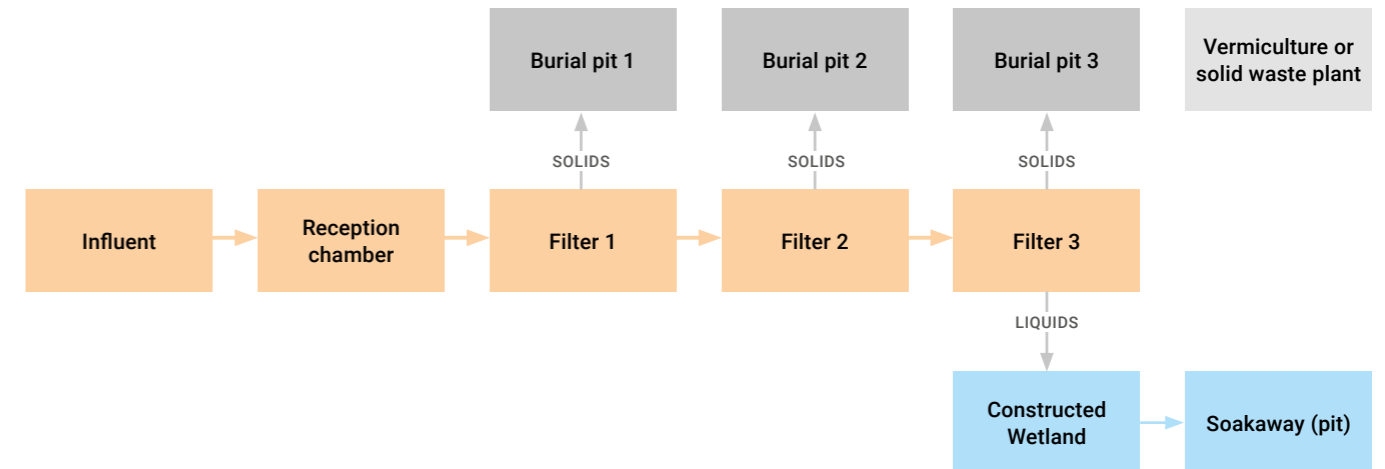 Burial pit 1
Burial pit 2
Burial pit 3
Vermiculture or
solid waste plant
SOLIDS
SOLIDS
SOLIDS
Influent
Reception
chamber
Filter 1
Filter 2
Filter 3
LIQUIDS
Constructed
Wetland
Soakaway (pit)